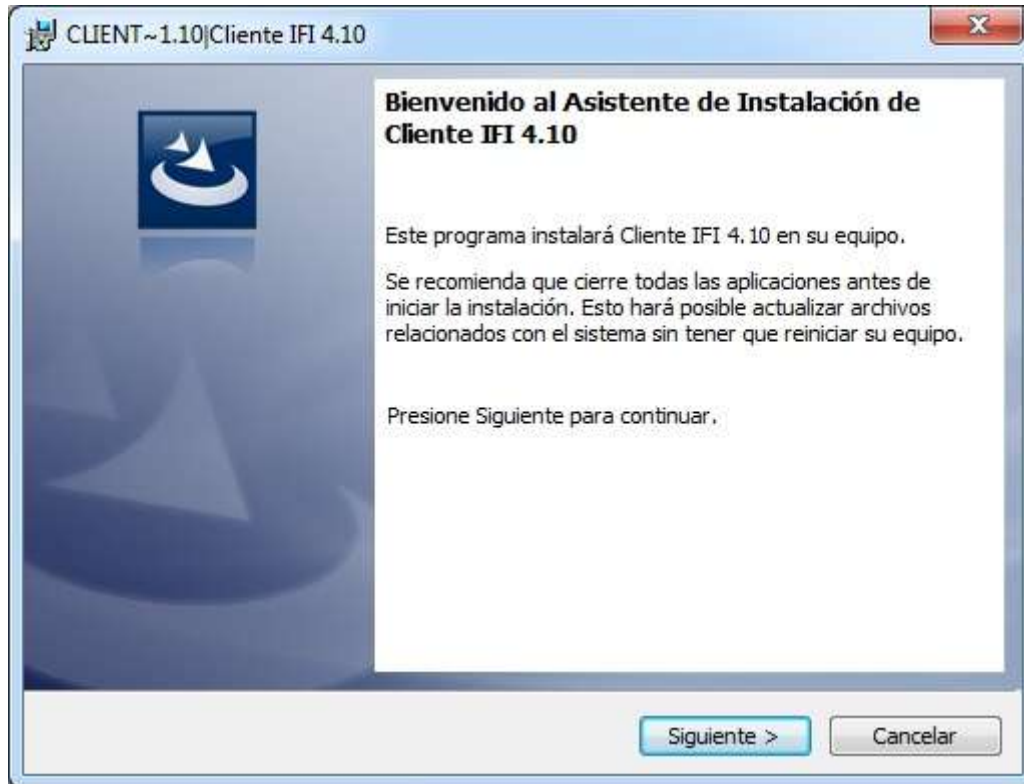 CLIENT~1.10|Cliente IFI 4.10
Bienvenido al Asistente de Instalación de
Cliente IFI 4.10
Este programa instalará Cliente IFI 4.10 en su equipo.
Se recomienda que cierre todas las aplicaciones antes de
iniciar la instalación. Esto hará posible actualizar archivos
relacionados con el sistema sin tener que reiniciar su equipo.
Presione Siguiente para continuar.
Siguiente >
Cancelar